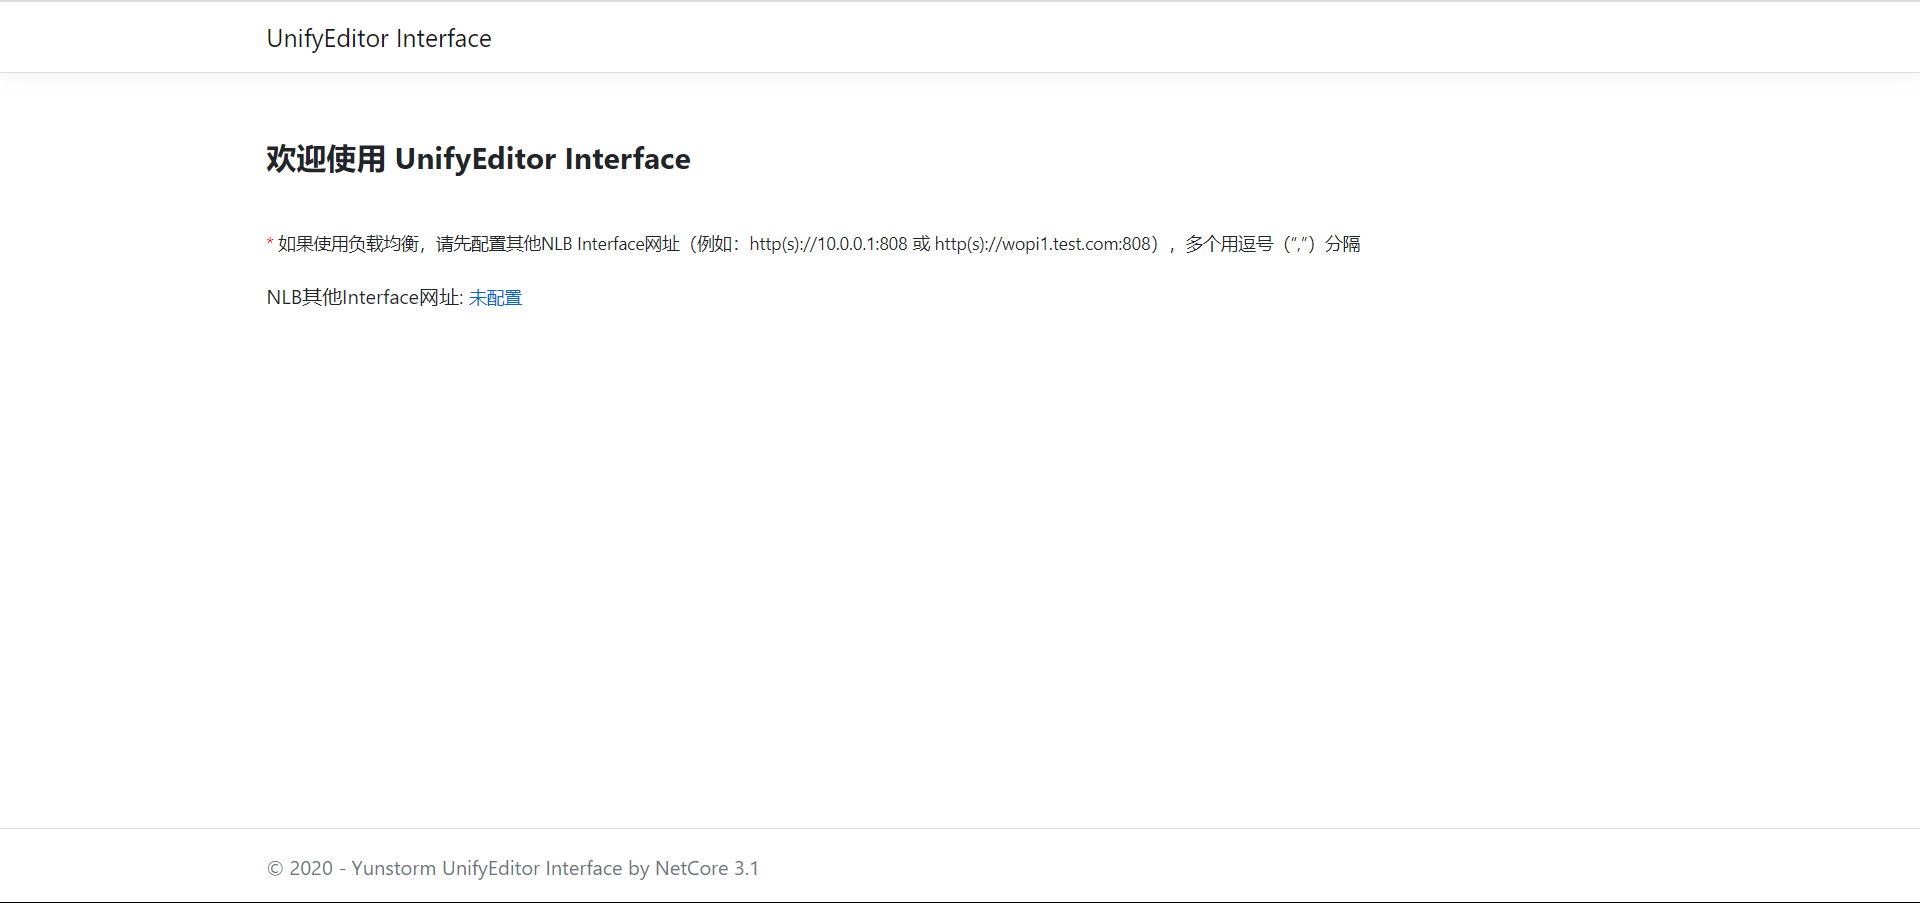 UnifyEditor Interface
欢迎使用 UnifyEditor Interface
* 如果使用负载均衡，请先配置其他NLB Interface网址（例如：http(s)://10.0.0.1:808 或 http(s)://wopi1.test.com:808），多个用逗号（“,”）分隔
NLB其他Interface网址: 未配置
© 2020 - Yunstorm UnifyEditor Interface by NetCore 3.1